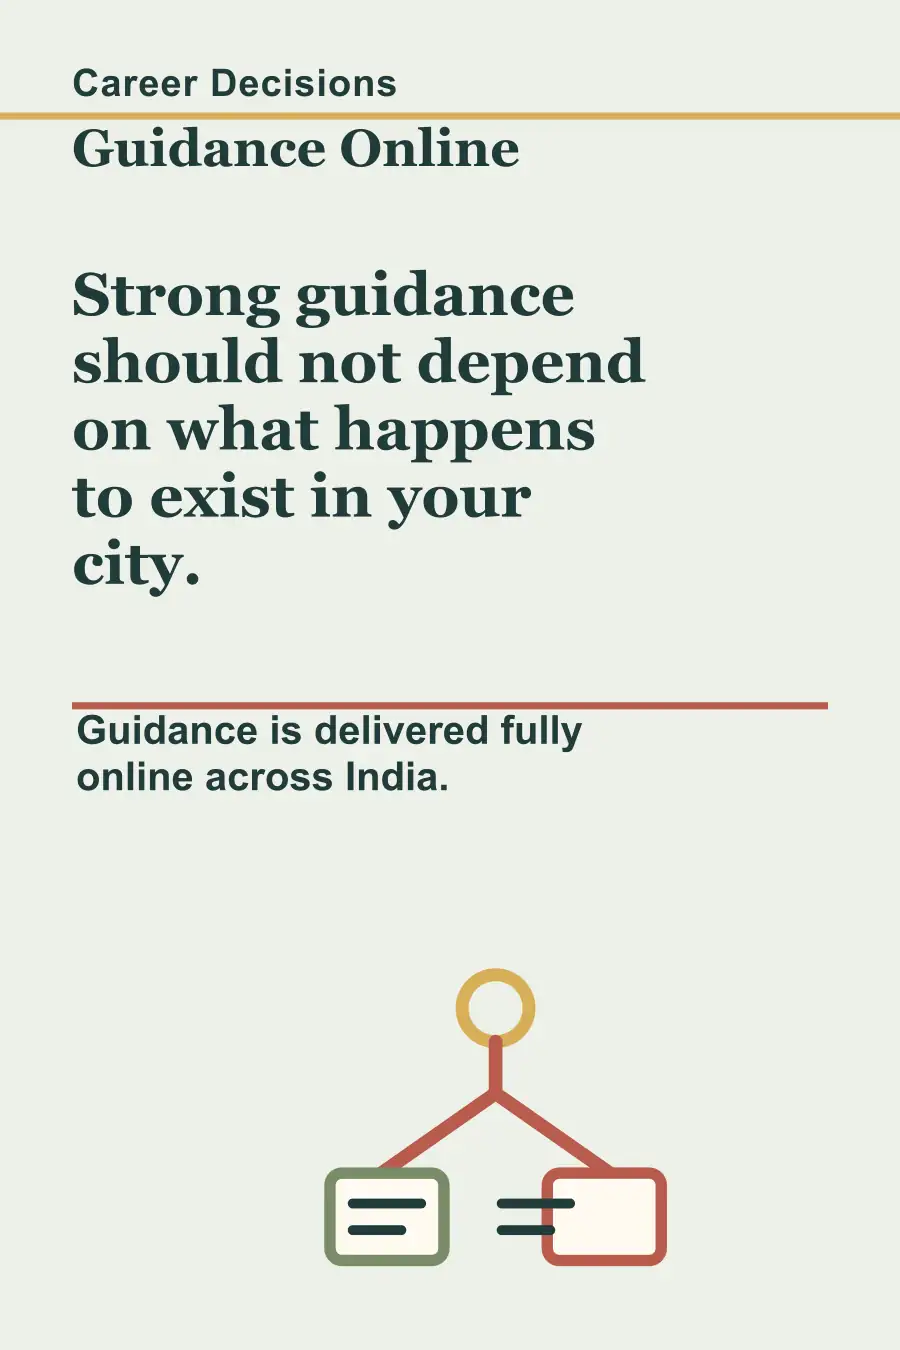 Career Decisions
Guidance Online
Strong guidance
should not depend
on what happens
to exist in your
city.
Guidance is delivered fully
online across India.